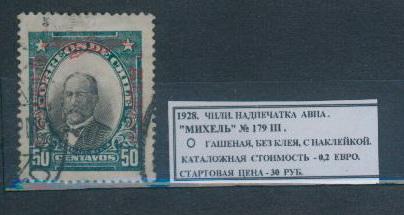 CORREOS DE CHILE
50 CENTAVOS 50
1928. ЧИЛИ. НАДПЕЧАТКА АВИА.
"МИХЕЛЬ" № 179 III.
ГАШЕНАЯ, БЕЗ КЛЕЯ, С НАКЛЕЙКОЙ.
КАТАЛОЖНАЯ СТОИМОСТЬ - 0,2 ЕВРО.
СТАРТОВАЯ ЦЕНА - 30 РУБ.